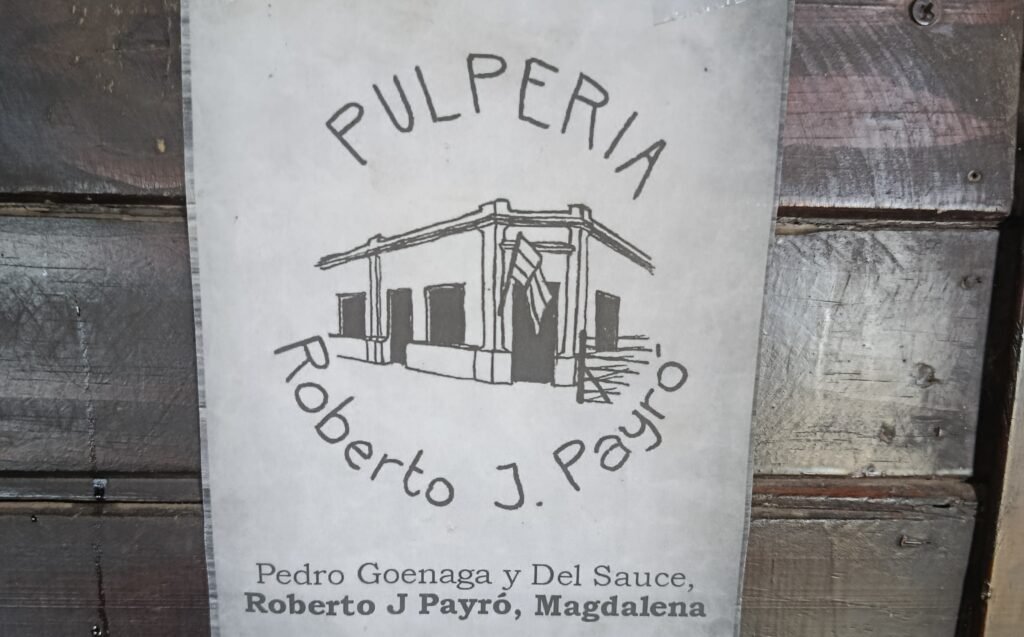 PULPERIA
Roberto J. Payró
Pedro Goenaga y Del Sauce,
Roberto J Payró, Magdalena